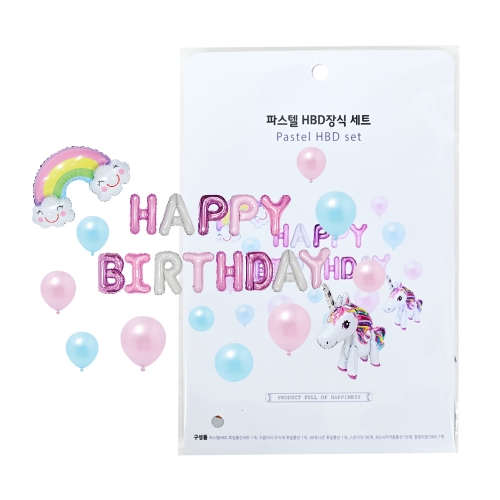 파스텔 HBD장식 세트
Pastel HBD set
HAPPY
HAPPY
BIRTHDAY
HDAY
PRODUCT FULL OF HAPPINESS
구성품